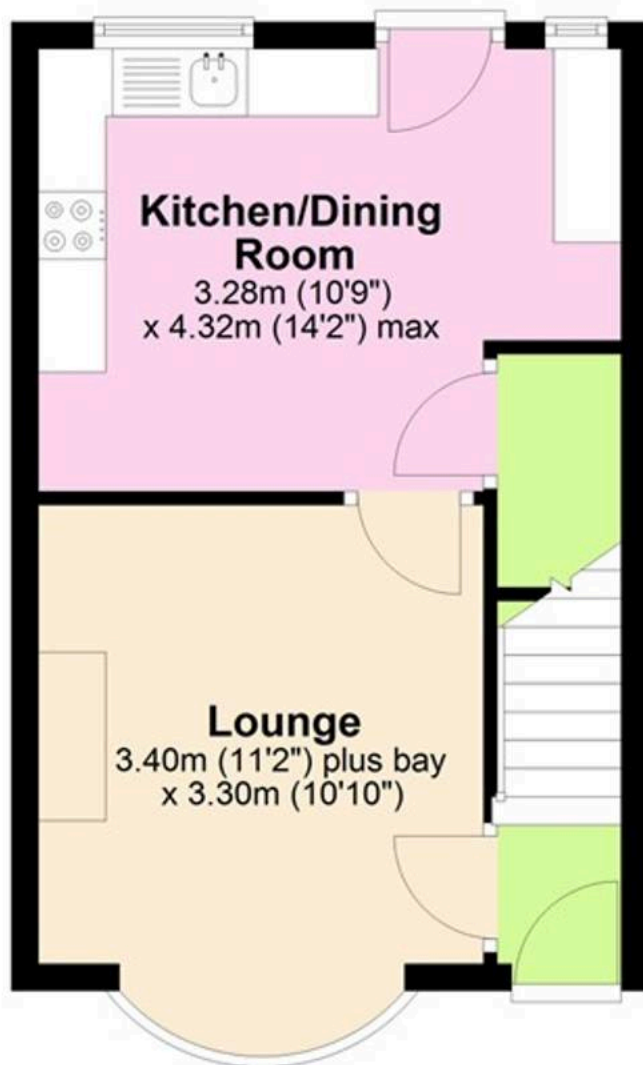 Kitchen/Dining
Room
3.28m (10'9")
x 4.32m (14'2") max
Lounge
3.40m (11'2") plus bay
x 3.30m (10'10")